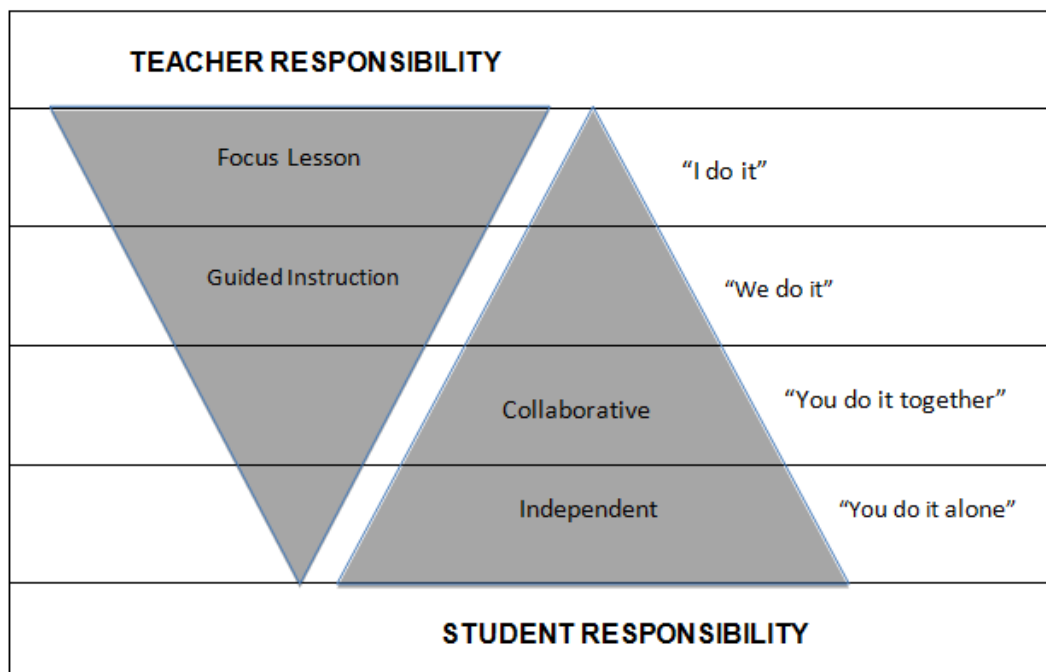 TEACHER RESPONSIBILITY
Focus Lesson
“I do it”
Guided Instruction
“We do it”
Collaborative
“You do it together”
Independent
“You do it alone”
STUDENT RESPONSIBILITY